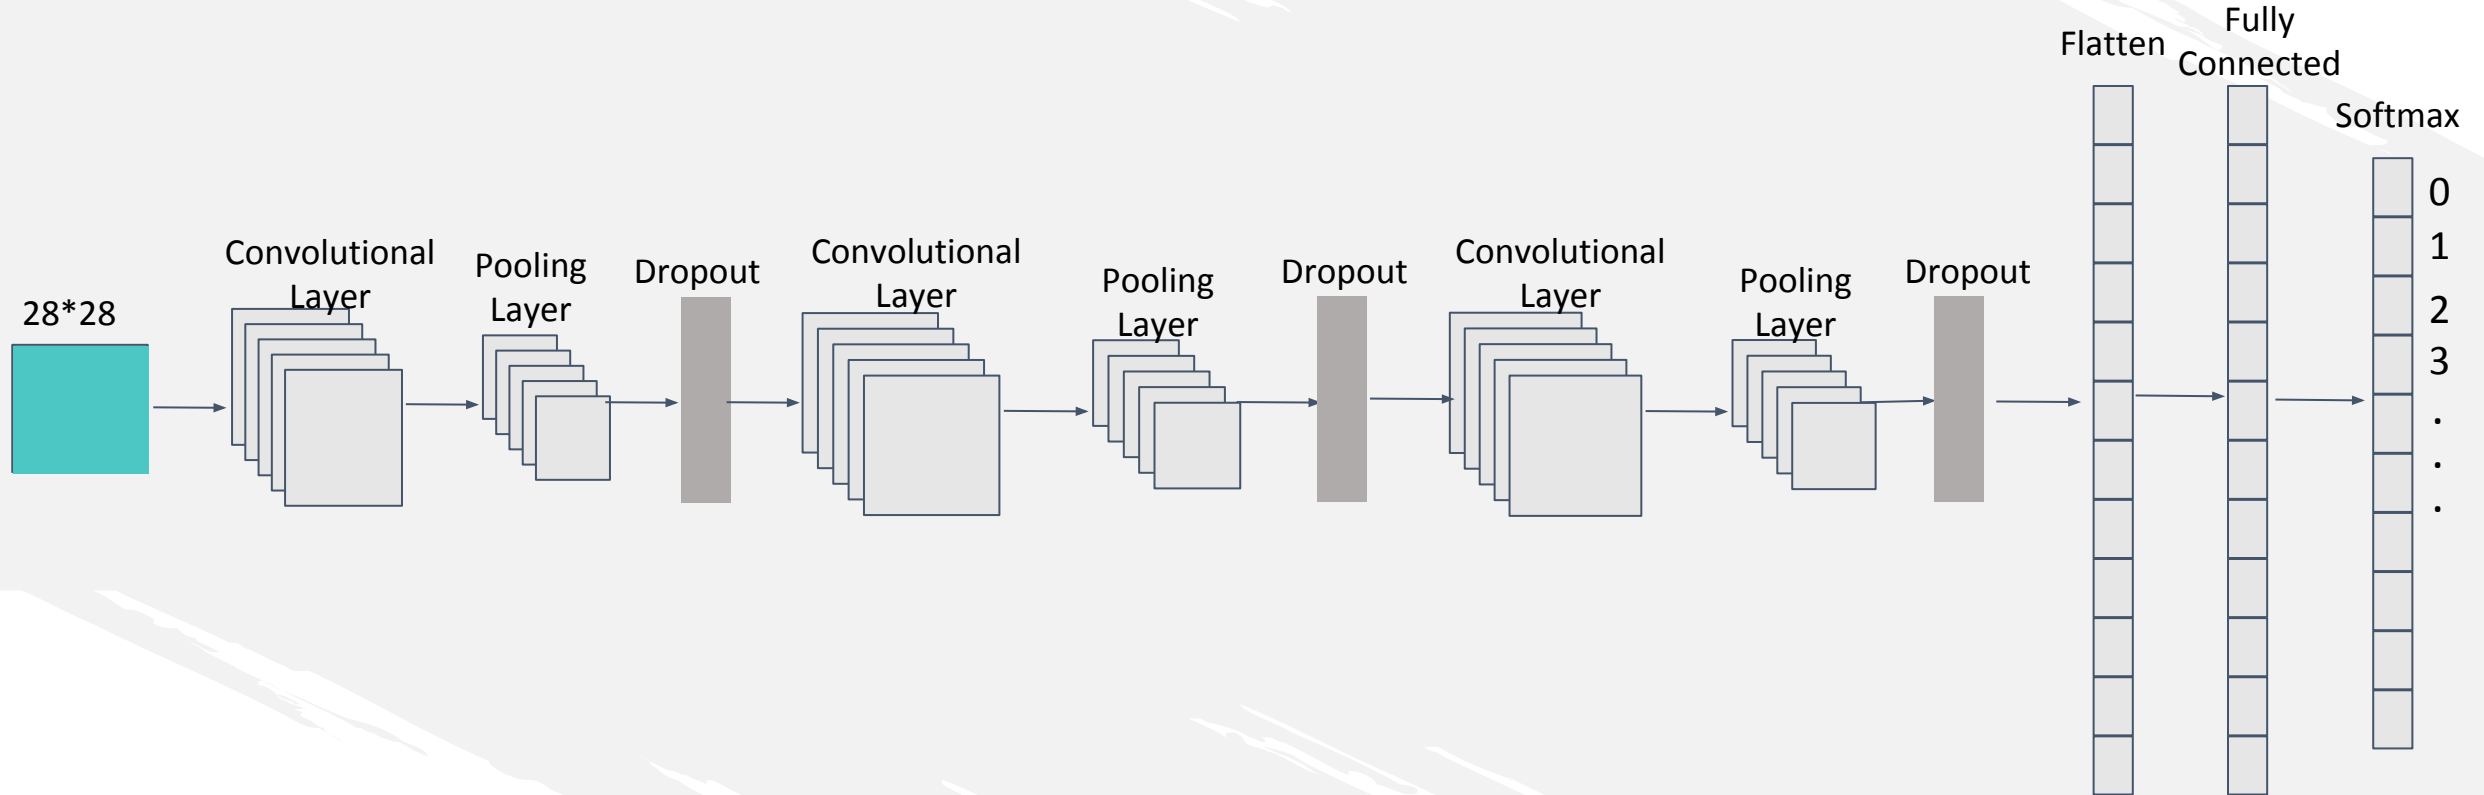 28*28
Convolutional
Layer
Pooling
Layer
Dropout
Convolutional
Layer
Pooling
Layer
Dropout
Convolutional
Layer
Pooling
Layer
Dropout
Flatten
Fully
Connected
Softmax
0
1
2
3
.
.
.